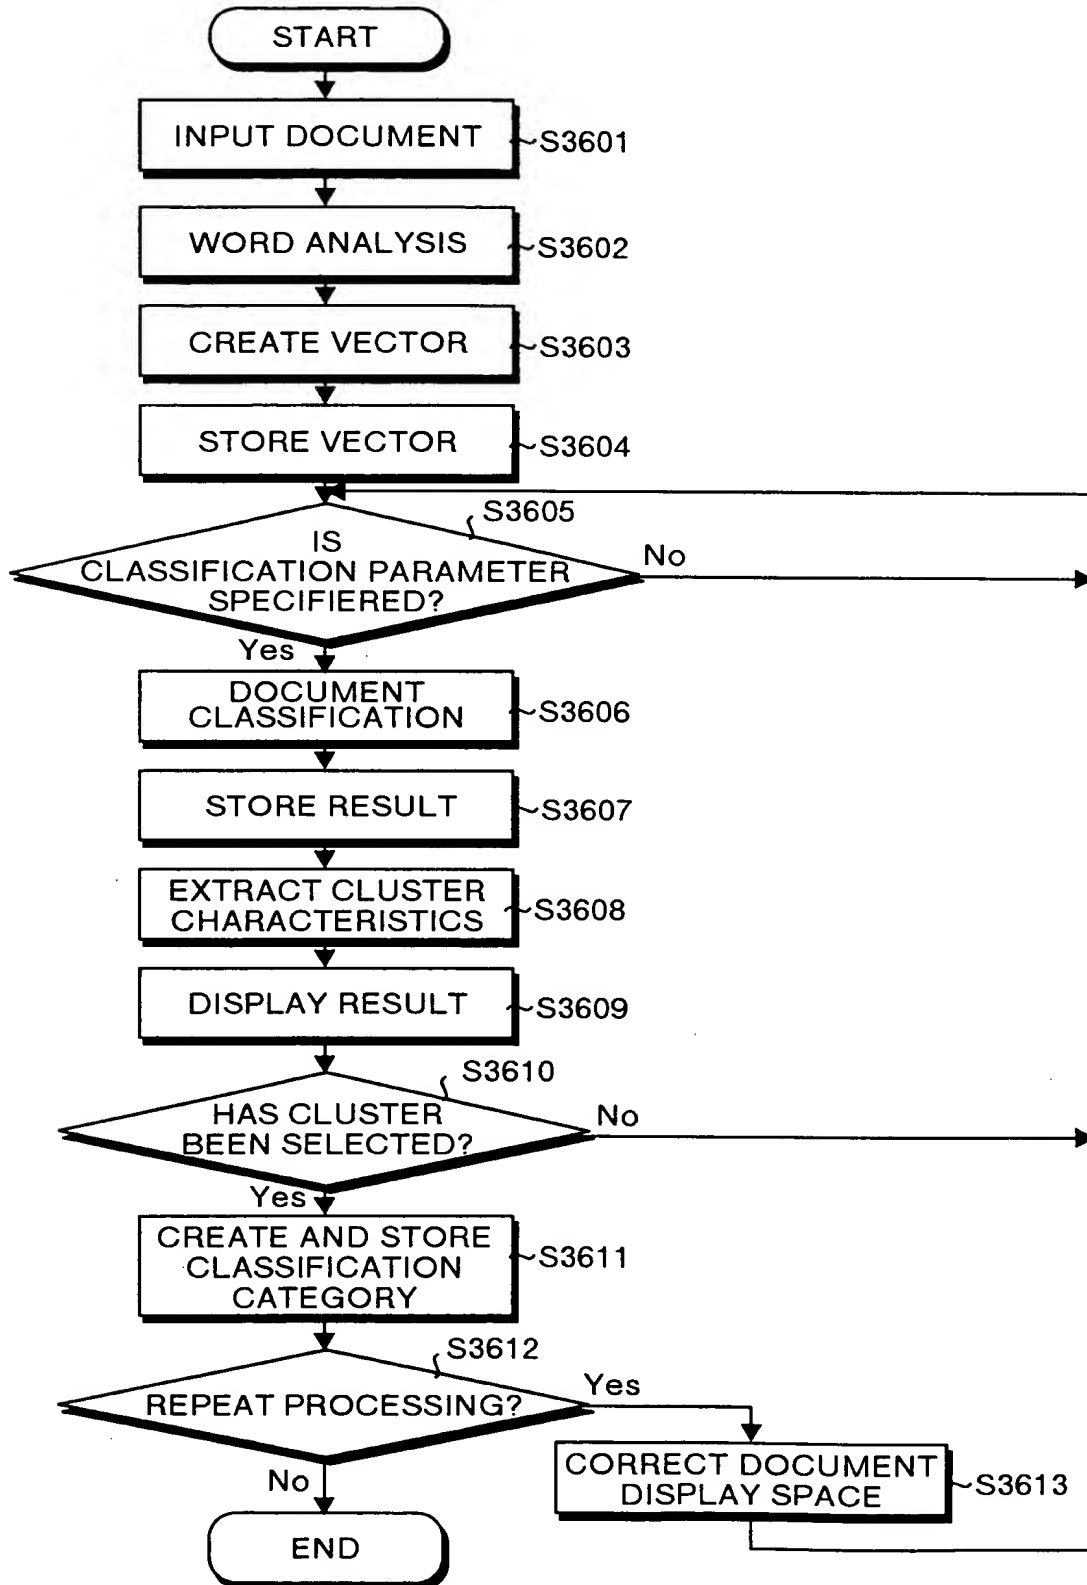 START
INPUT DOCUMENT
S3601
WORD ANALYSIS
S3602
CREATE VECTOR
S3603
STORE VECTOR
S3604
S3605
IS
CLASSIFICATION PARAMETER
SPECIFIERED?
No
Yes
DOCUMENT
CLASSIFICATION
S3606
STORE RESULT
S3607
EXTRACT CLUSTER
CHARACTERISTICS
S3608
DISPLAY RESULT
S3609
S3610
HAS CLUSTER
BEEN SELECTED?
No
Yes
CREATE AND STORE
CLASSIFICATION
CATEGORY
S3611
S3612
REPEAT PROCESSING?
Yes
No
CORRECT DOCUMENT
DISPLAY SPACE
S3613
END